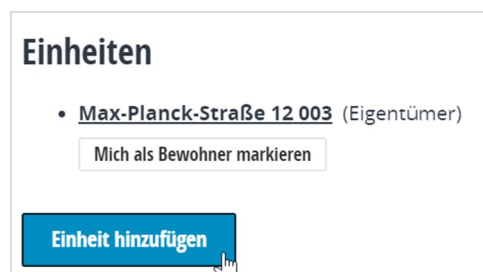 Einheiten
Max-Planck-Straße 12 003 (Eigentümer)
Mich als Bewohner markieren
Einheit hinzufügen